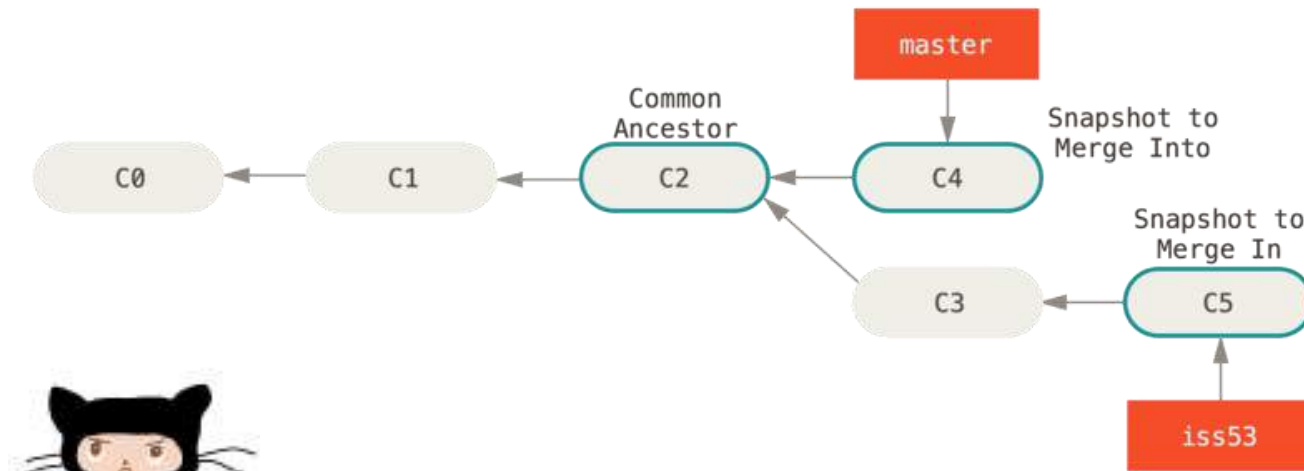 master
Common
Ancestor
Snapshot to
Merge Into
C0
C1
C2
C4
Snapshot to
Merge In
C3
C5
iss53